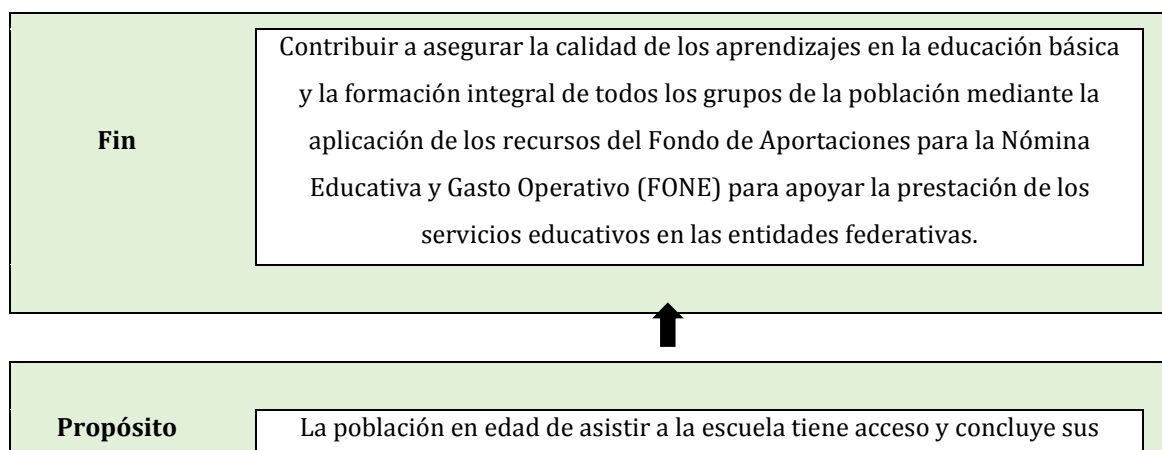 Contribuir a asegurar la calidad de los aprendizajes en la educación básica
y la formación integral de todos los grupos de la población mediante la
Fin
aplicación de los recursos del Fondo de Aportaciones para la Nómina
Educativa y Gasto Operativo (FONE) para apoyar la prestación de los
servicios educativos en las entidades federativas.
Propósito
La población en edad de asistir a la escuela tiene acceso y concluye sus